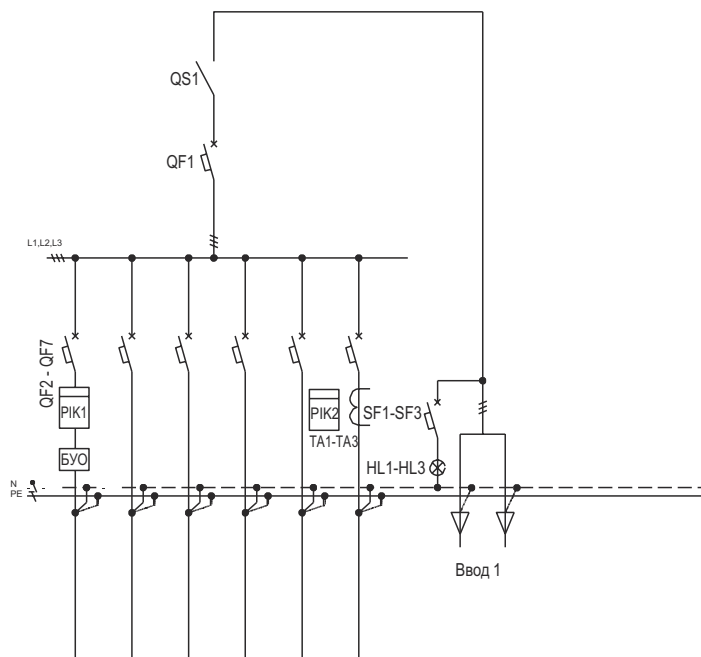 QS1
QF1
L1,L2,L3
QF2 - QF7
PIK1
PIK2
SF1-SF3
TA1-TA3
БУО
HL1-HL3
N
PE
Ввод 1